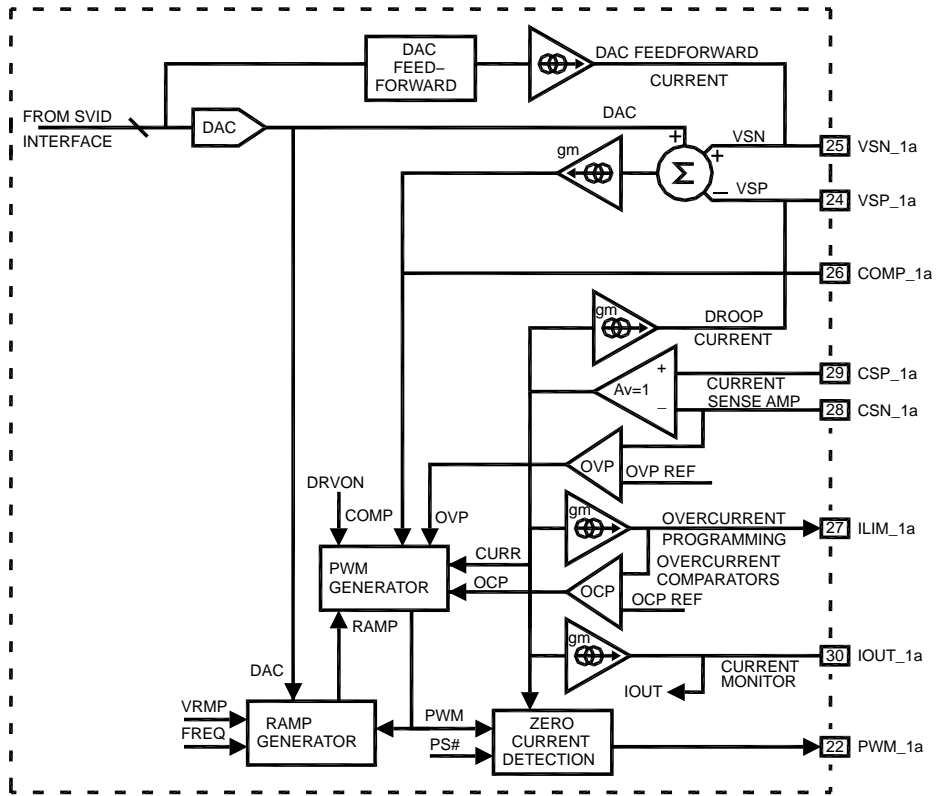 DAC
FEED–
FORWARD
DAC FEEDFORWARD
CURRENT
FROM SVID
INTERFACE
DAC
DAC
gm
+
Σ
+
–
VSN
VSP
25 VSN_1a
24 VSP_1a
26 COMP_1a
gm
DROOP
CURRENT
Av=1
+
–
CURRENT
SENSE AMP
29 CSP_1a
28 CSN_1a
OVP
OVP REF
DRVON
COMP
OVP
gm
OVERCURRENT
PROGRAMMING
27 ILIM_1a
OVERCURRENT
COMPARATORS
PWM
GENERATOR
CURR
OCP
OCP
OCP REF
RAMP
gm
CURRENT
MONITOR
30 IOUT_1a
IOUT
DAC
VRMP
FREQ
RAMP
GENERATOR
PWM
PS#
ZERO
CURRENT
DETECTION
22 PWM_1a